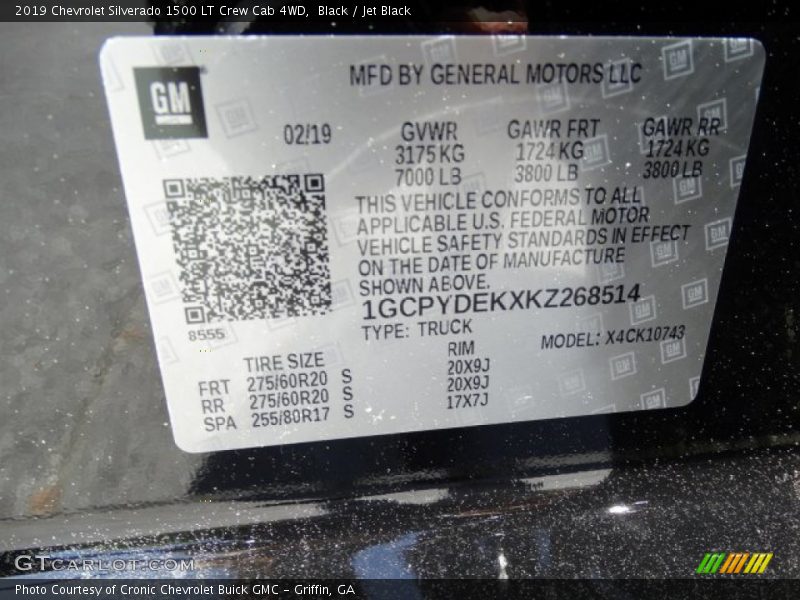 2019 Chevrolet Silverado 1500 LT Crew Cab 4WD, Black / Jet Black
GM
MFD BY GENERAL MOTORS LLC
02/19 GVWR GAWR FRT GAWR RR
3175 KG 1724 KG 1724 KG
7000 LB 3800 LB 3800 LB
THIS VEHICLE CONFORMS TO ALL
APPLICABLE U.S. FEDERAL MOTOR
VEHICLE SAFETY STANDARDS IN EFFECT
ON THE DATE OF MANUFACTURE
SHOWN ABOVE.
1GCPYDEKXKZ268514
8555
TYPE: TRUCK MODEL: X4CK10743
TIRE SIZE RIM
FRT 275/60R20 S 20X9J
RR 275/60R20 S 20X9J
SPA 255/80R17 S 17X7J
GTCARLOT.COM
Photo Courtesy of Cronic Chevrolet Buick GMC - Griffin, GA